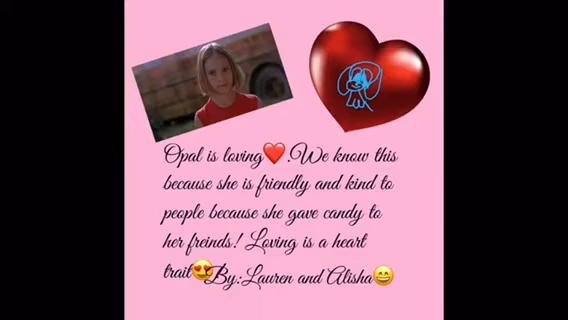 Opal is loving❤️.We know this
because she is friendly and kind to
people because she gave candy to
her freinds! Loving is a heart
trait😍By:Lauren and Alisha😄